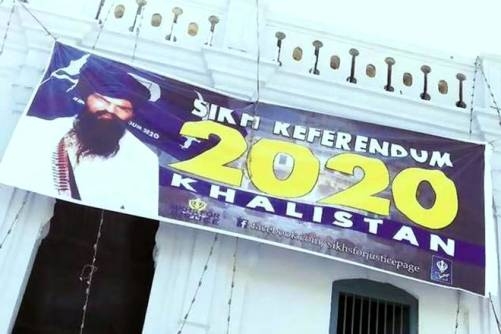 SIKH REFERENDUM
2020
KHALISTAN
facebook.com/sikhsforjusticepage